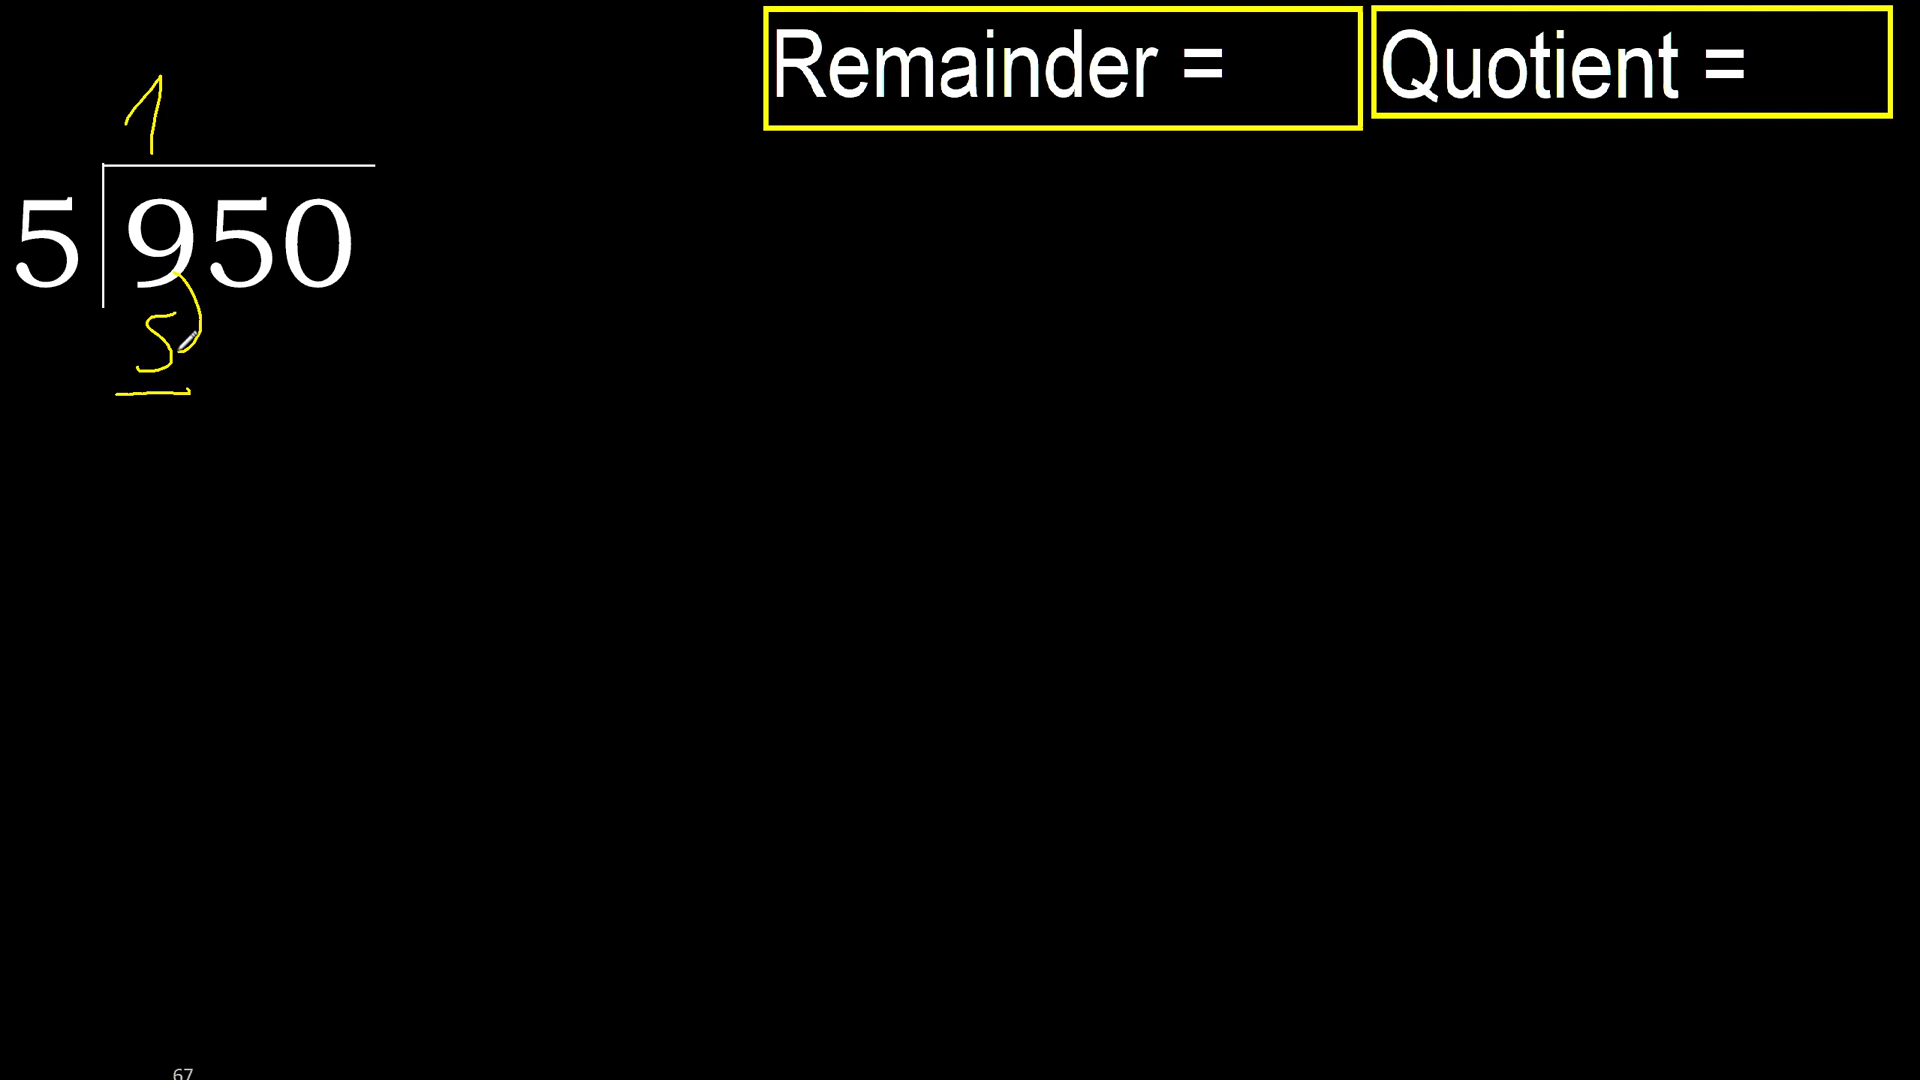 Remainder =
Quotient =
1
5 950
5
67